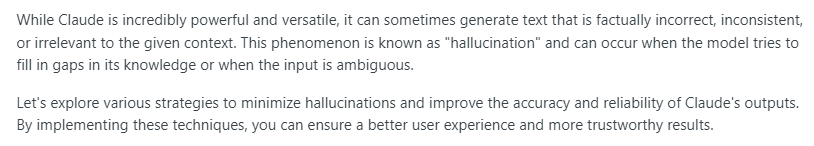 While Claude is incredibly powerful and versatile, it can sometimes generate text that is factually incorrect, inconsistent,
or irrelevant to the given context. This phenomenon is known as "hallucination" and can occur when the model tries to
fill in gaps in its knowledge or when the input is ambiguous.
Let's explore various strategies to minimize hallucinations and improve the accuracy and reliability of Claude's outputs.
By implementing these techniques, you can ensure a better user experience and more trustworthy results.